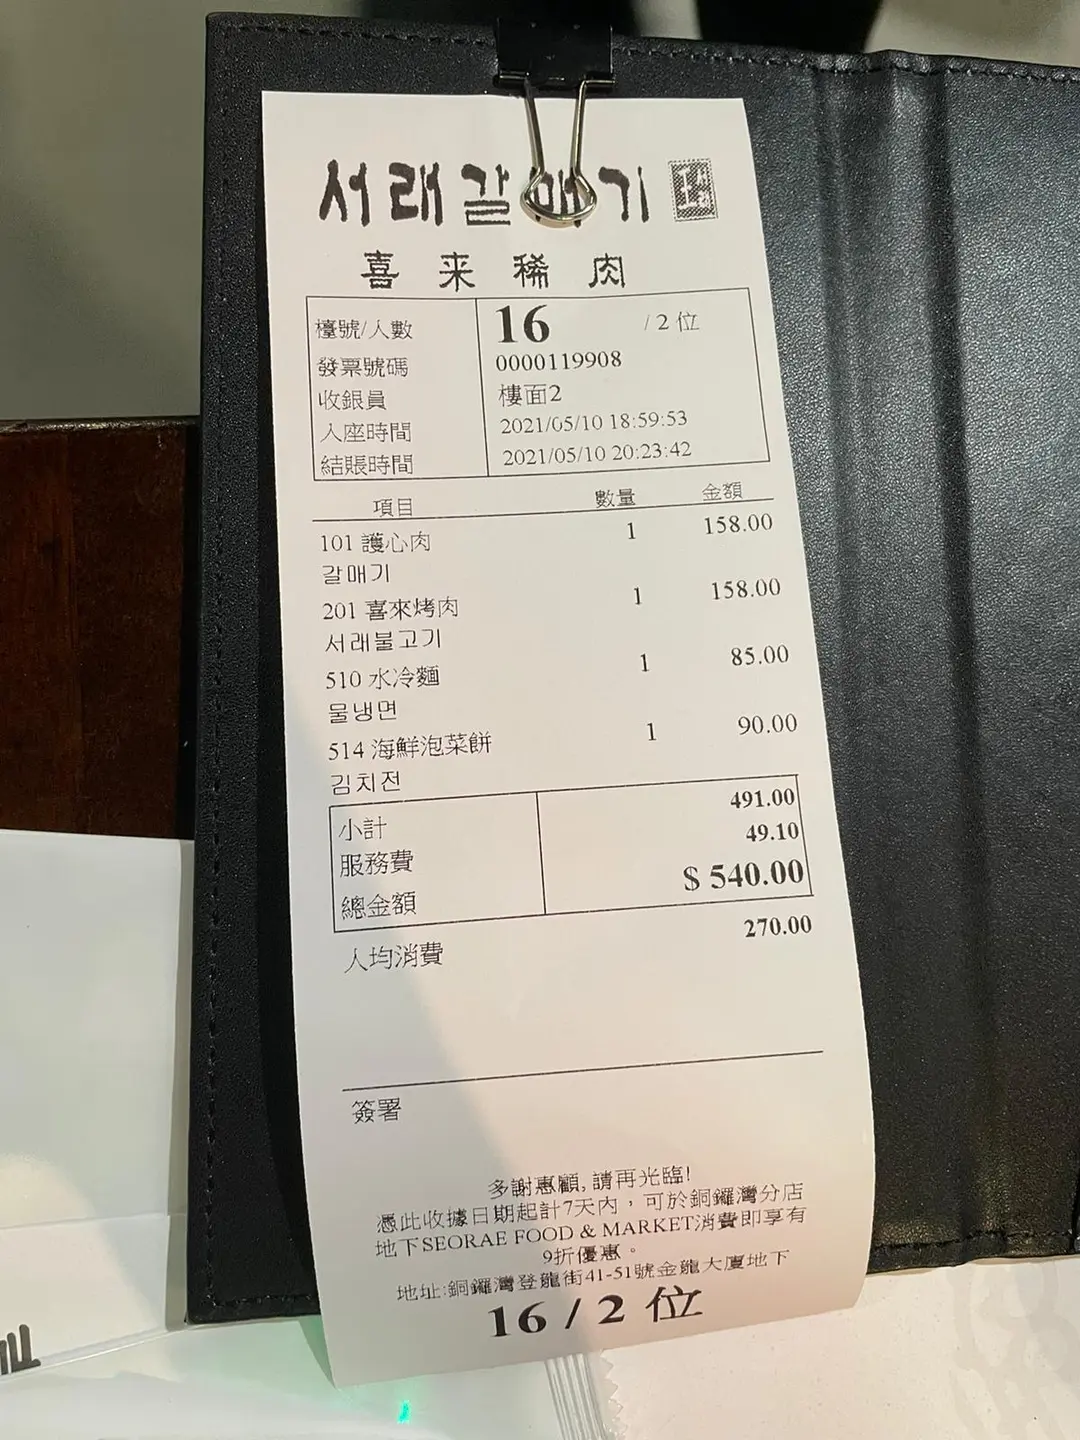 서래갈매기
喜来稀肉
檯號/人數 16 /2位
發票號碼 0000119908
收銀員 樓面2
入座時間 2021/05/10 18:59:53
結賬時間 2021/05/10 20:23:42
項目 數量 金額
101 護心肉 1 158.00
갈매기
201 喜來烤肉 1 158.00
서래불고기
510 水冷麵 1 85.00
물냉면
514 海鮮泡菜餅 1 90.00
김치전
小計 491.00
服務費 49.10
總金額 $ 540.00
人均消費 270.00
簽署
多謝惠顧,請再光臨!
憑此收據日期起計7天內，可於銅鑼灣分店
地下SEORAE FOOD & MARKET消費即享有
9折優惠。
地址:銅鑼灣登龍街41-51號金龍大廈地下
16 / 2 位